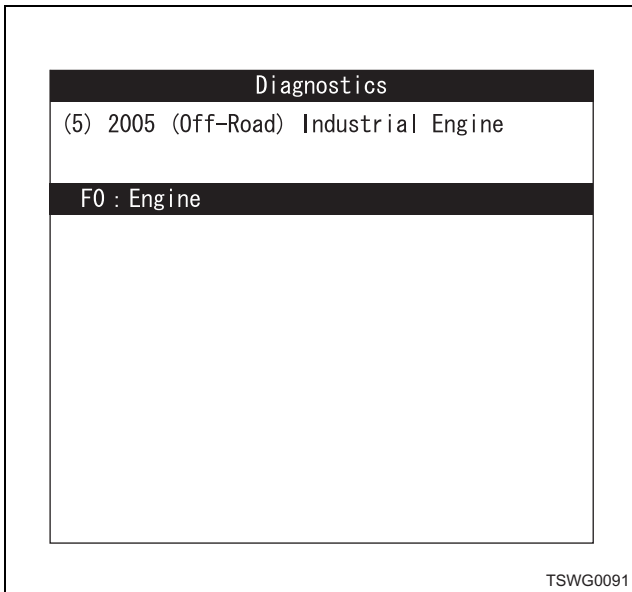 Diagnostics
(5) 2005 (Off-Road) Industrial Engine
F0 : Engine
TSWG0091